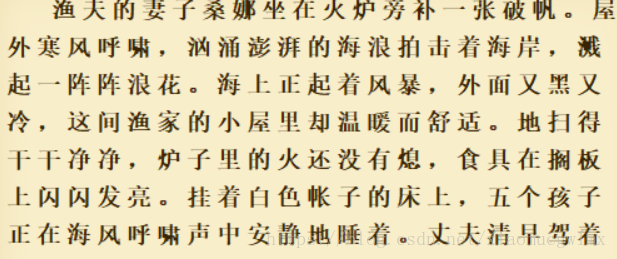 渔夫的妻子桑娜坐在火炉旁补一张破帆。屋
外寒风呼啸，汹涌澎湃的海浪拍击着海岸，溅
起一阵阵浪花。海上正起着风暴，外面又黑又
冷，这间渔家的小屋里却温暖而舒适。地扫得
干干净净，炉子里的火还没有熄，食具在搁板
上闪闪发亮。挂着白色帐子的床上，五个孩子
正在海风呼啸声中安静地睡着。丈夫清早驾着